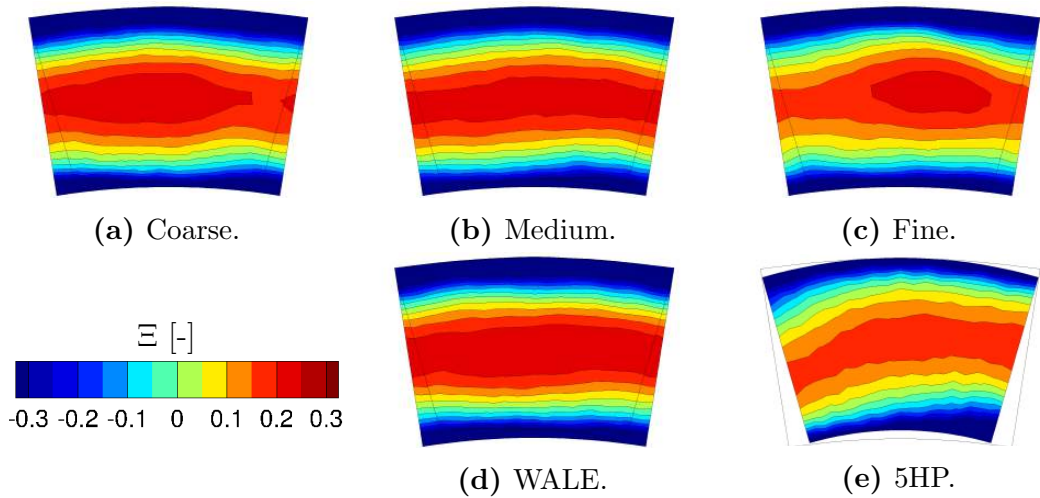 (a) Coarse.
(b) Medium.
(c) Fine.
Ξ [-]
-0.3 -0.2 -0.1 0 0.1 0.2 0.3
(d) WALE.
(e) 5HP.